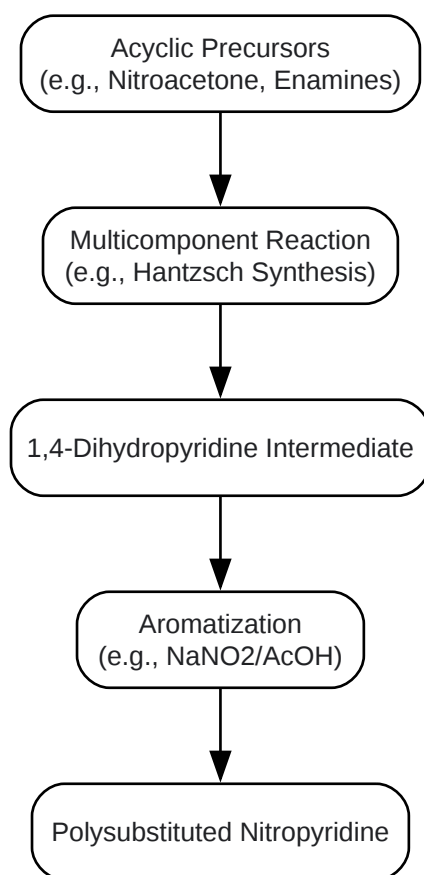 Acyclic Precursors
(e.g., Nitroacetone, Enamines)
Multicomponent Reaction
(e.g., Hantzsch Synthesis)
1,4-Dihydropyridine Intermediate
Aromatization
(e.g., NaNO2/AcOH)
Polysubstituted Nitropyridine